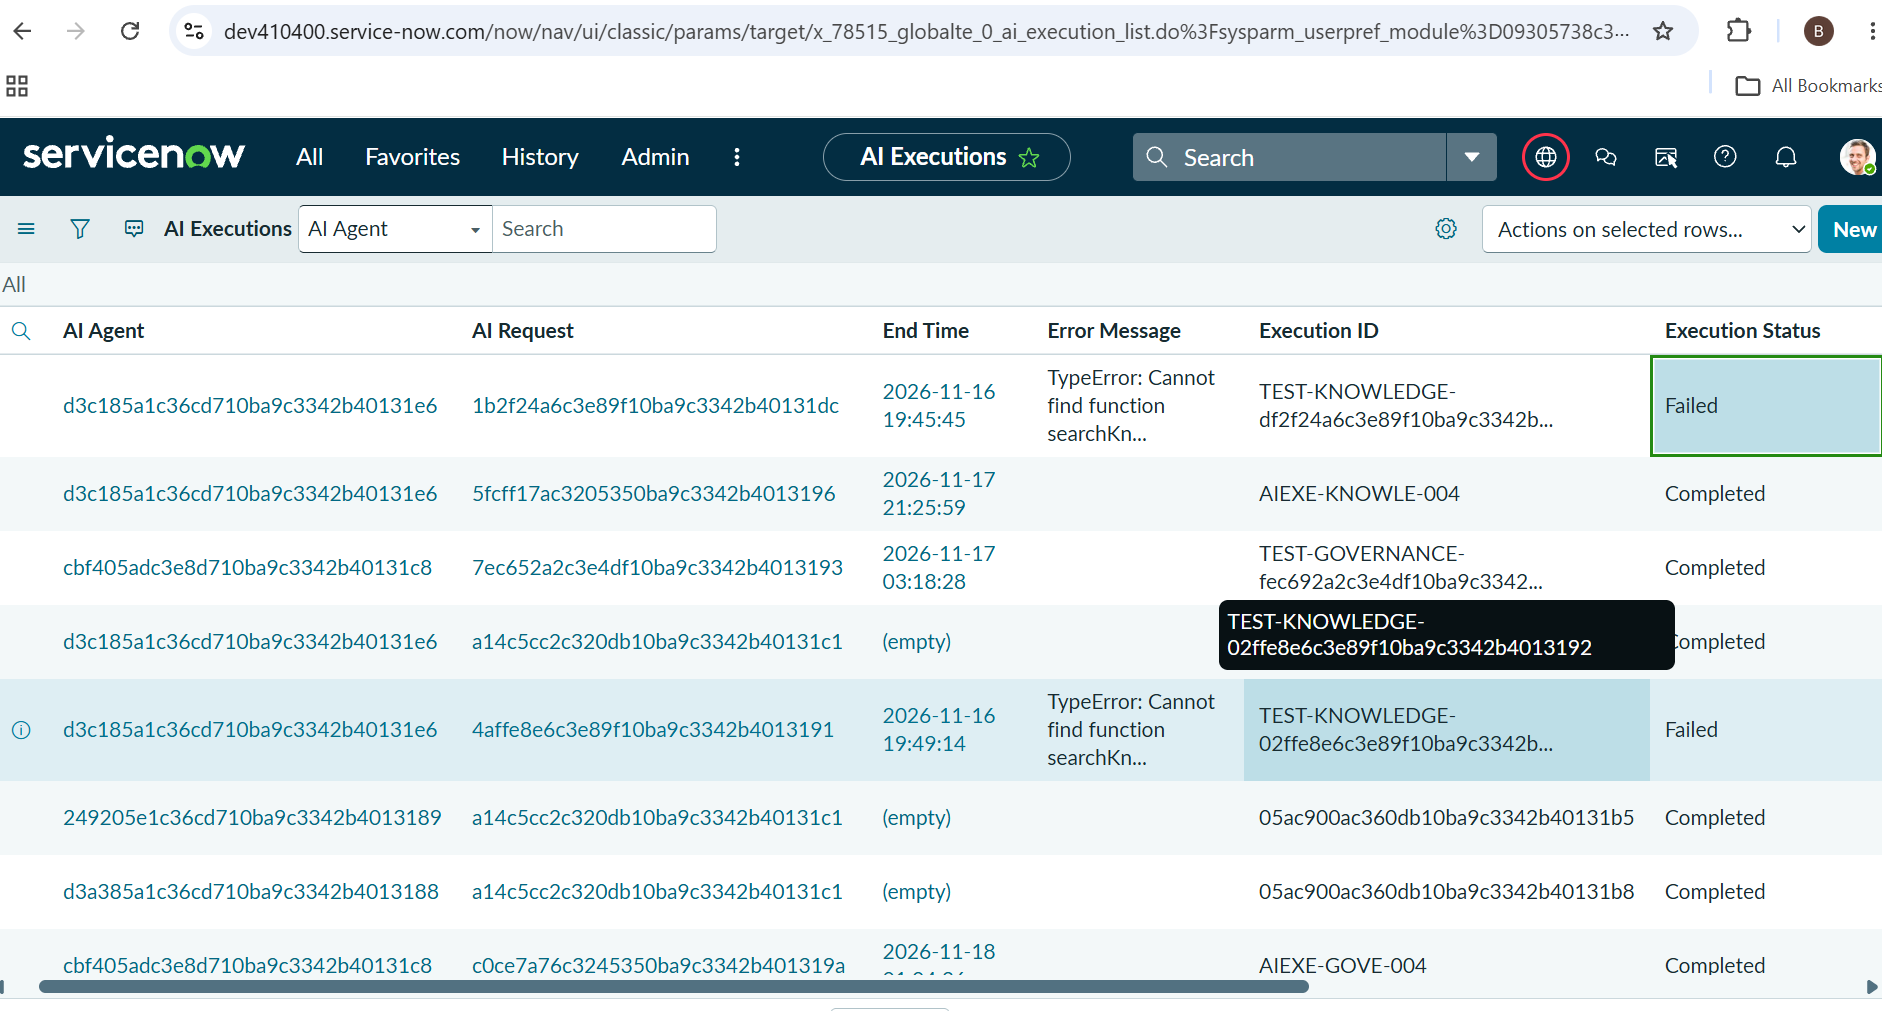 dev410400.service-now.com/now/nav/ui/classic/params/target/x_78515_globalte_0_ai_execution_list.do%3Fsysparm_userpref_module%3D09305738c3...
B
All Bookmarks
servicenow All Favorites History Admin AI Executions Search
AI Executions AI Agent Search Actions on selected rows... New
All
AI Agent AI Request End Time Error Message Execution ID Execution Status
d3c185a1c36cd710ba9c3342b40131e6 1b2f24a6c3e89f10ba9c3342b40131dc 2026-11-16 19:45:45 TypeError: Cannot find function searchKn... TEST-KNOWLEDGE-df2f24a6c3e89f10ba9c3342b... Failed
d3c185a1c36cd710ba9c3342b40131e6 5fcff17ac3205350ba9c3342b4013196 2026-11-17 21:25:59 AIEXE-KNOWLE-004 Completed
cbf405adc3e8d710ba9c3342b40131c8 7ec652a2c3e4df10ba9c3342b4013193 2026-11-17 03:18:28 TEST-GOVERNANCE-fec692a2c3e4df10ba9c3342... Completed
TEST-KNOWLEDGE-
02ffe8e6c3e89f10ba9c3342b4013192
d3c185a1c36cd710ba9c3342b40131e6 a14c5cc2c320db10ba9c3342b40131c1 (empty) Completed
d3c185a1c36cd710ba9c3342b40131e6 4affe8e6c3e89f10ba9c3342b4013191 2026-11-16 19:49:14 TypeError: Cannot find function searchKn... TEST-KNOWLEDGE-02ffe8e6c3e89f10ba9c3342b... Failed
249205e1c36cd710ba9c3342b4013189 a14c5cc2c320db10ba9c3342b40131c1 (empty) 05ac900ac360db10ba9c3342b40131b5 Completed
d3a385a1c36cd710ba9c3342b4013188 a14c5cc2c320db10ba9c3342b40131c1 (empty) 05ac900ac360db10ba9c3342b40131b8 Completed
cbf405adc3e8d710ba9c3342b40131c8 c0ce7a76c3245350ba9c3342b401319a 2026-11-18 AIEXE-GOVE-004 Completed